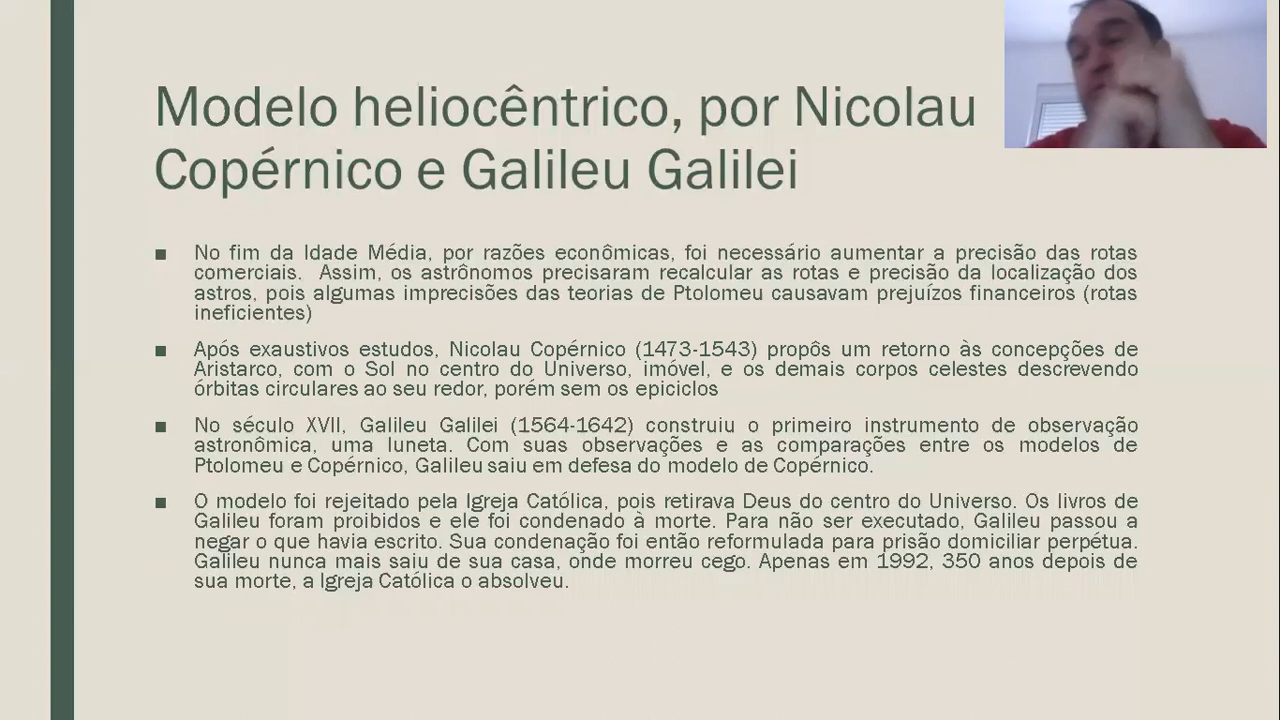 Modelo heliocêntrico, por Nicolau
Copérnico e Galileu Galilei
■ No fim da Idade Média, por razões econômicas, foi necessário aumentar a precisão das rotas
comerciais. Assim, os astrônomos precisaram recalcular as rotas e precisão da localização dos
astros, pois algumas imprecisões das teorias de Ptolomeu causavam prejuízos financeiros (rotas
ineficientes)
■ Após exaustivos estudos, Nicolau Copérnico (1473-1543) propôs um retorno às concepções de
Aristarco, com o Sol no centro do Universo, imóvel, e os demais corpos celestes descrevendo
órbitas circulares ao seu redor, porém sem os epiciclos
■ No século XVII, Galileu Galilei (1564-1642) construiu o primeiro instrumento de observação
astronômica, uma luneta. Com suas observações e as comparações entre os modelos de
Ptolomeu e Copérnico, Galileu saiu em defesa do modelo de Copérnico.
■ O modelo foi rejeitado pela Igreja Católica, pois retirava Deus do centro do Universo. Os livros de
Galileu foram proibidos e ele foi condenado à morte. Para não ser executado, Galileu passou a
negar o que havia escrito. Sua condenação foi então reformulada para prisão domiciliar perpétua.
Galileu nunca mais saiu de sua casa, onde morreu cego. Apenas em 1992, 350 anos depois de
sua morte, a Igreja Católica o absolveu.